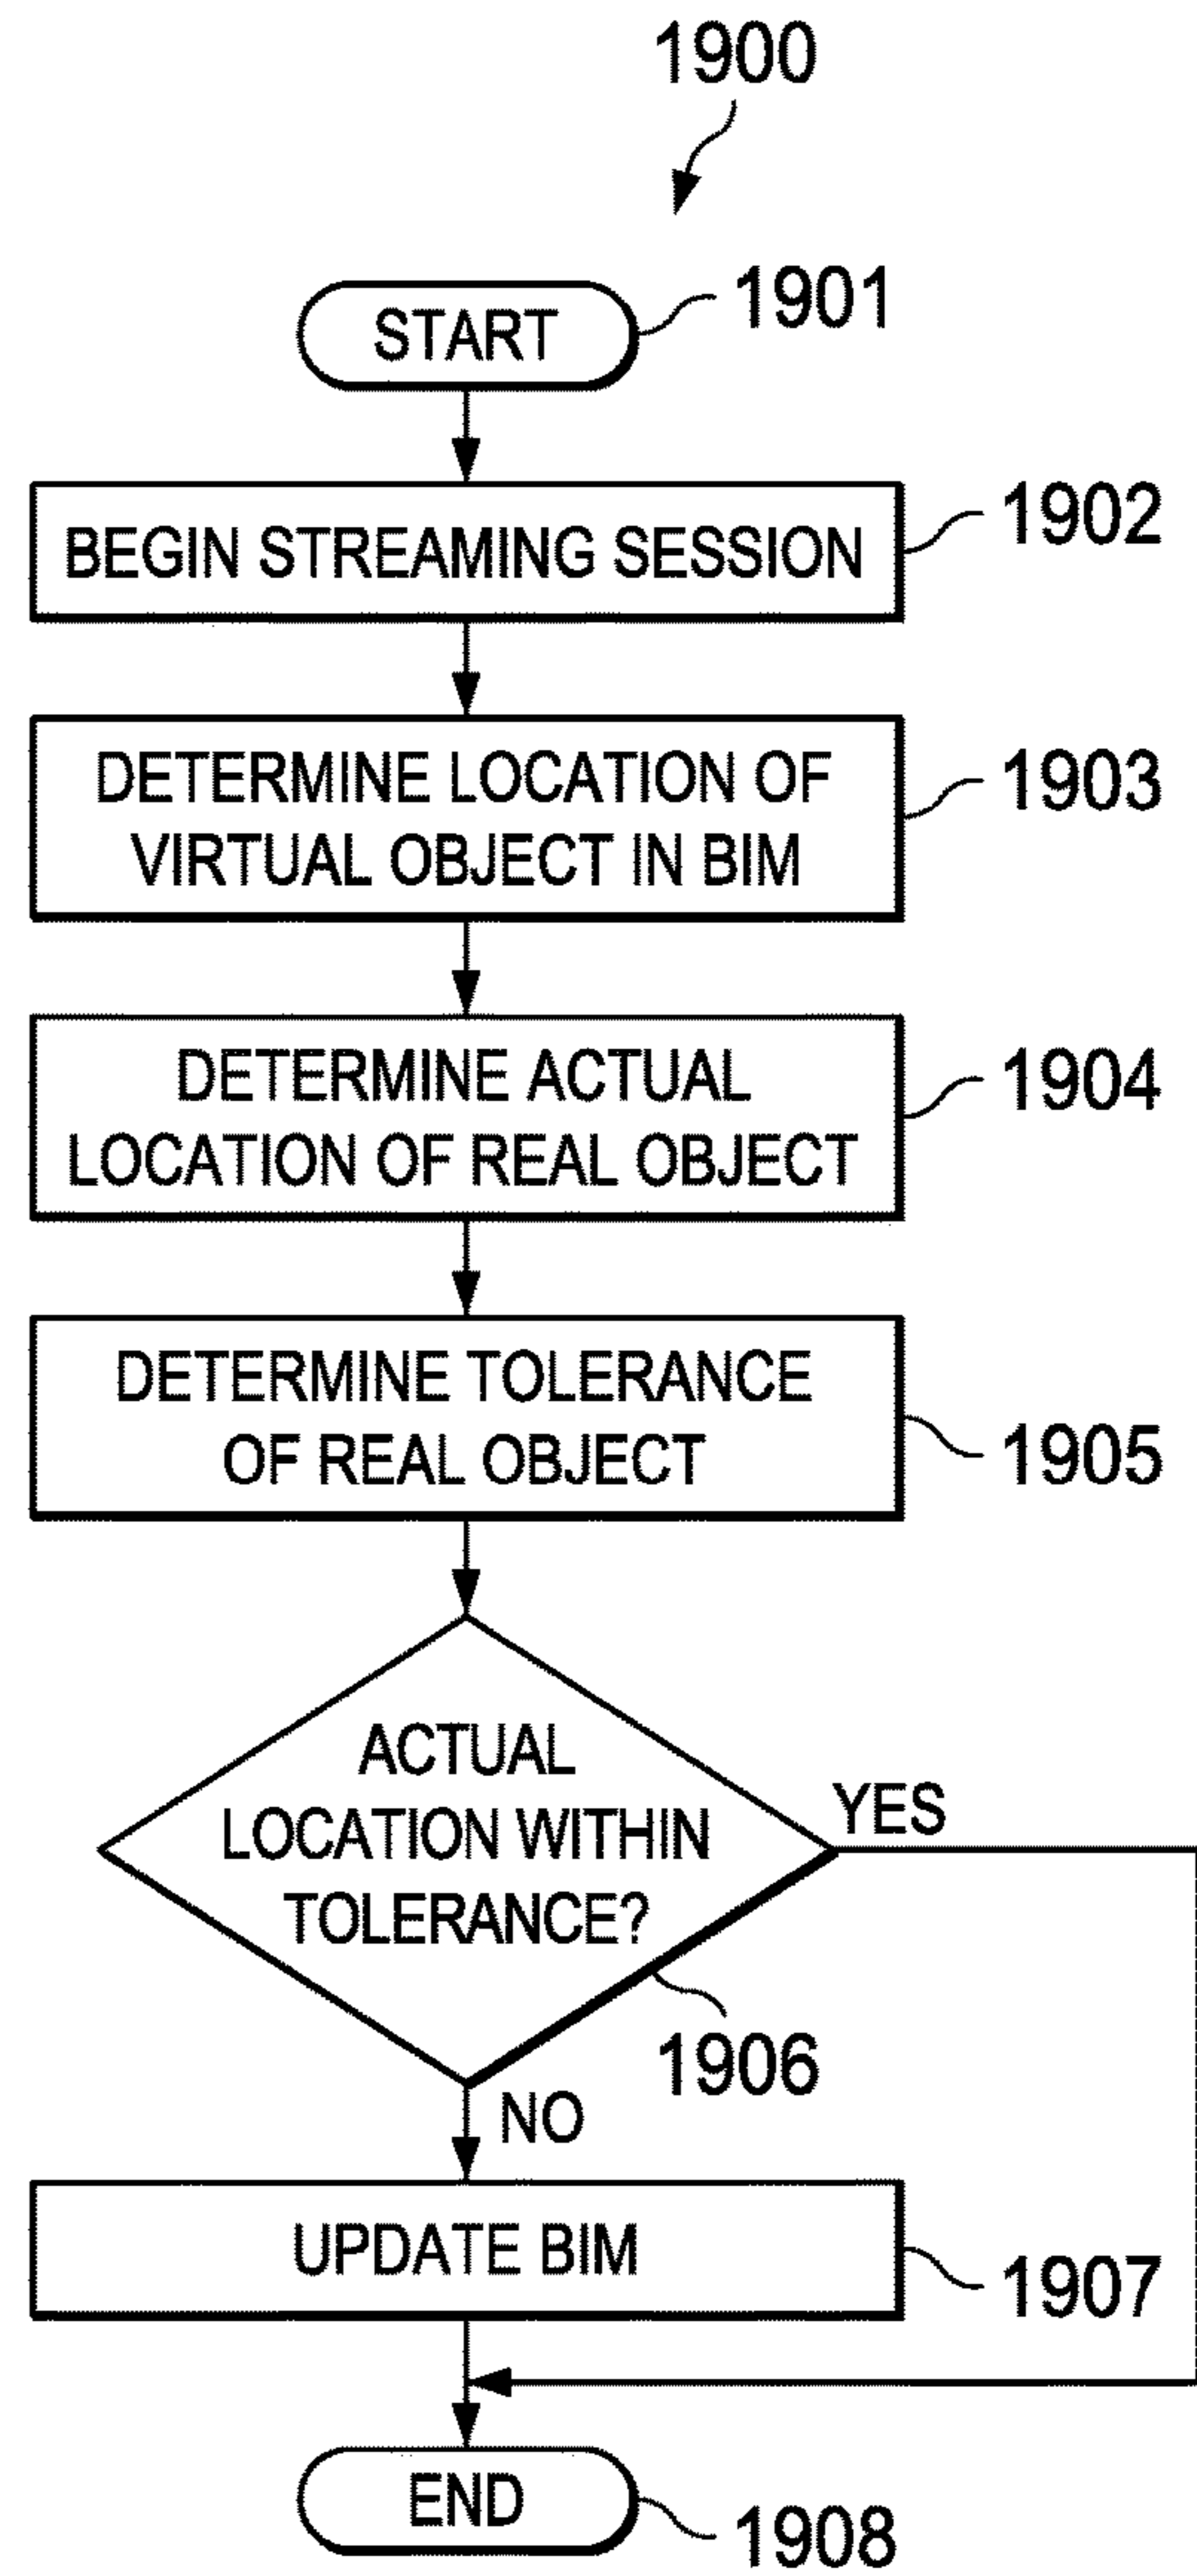 1900
START
1901
BEGIN STREAMING SESSION
1902
DETERMINE LOCATION OF
VIRTUAL OBJECT IN BIM
1903
DETERMINE ACTUAL
LOCATION OF REAL OBJECT
1904
DETERMINE TOLERANCE
OF REAL OBJECT
1905
ACTUAL
LOCATION WITHIN
TOLERANCE?
YES
1906
NO
UPDATE BIM
1907
END
1908